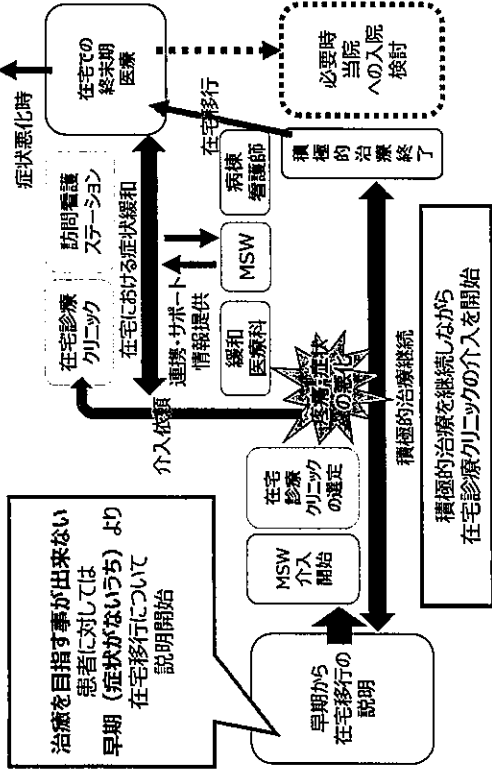 治癒を目指す事が出来ない
患者に対しては
早期（症状がないうち）より
在宅移行について
説明開始
早期から
在宅移行の
説明
MSW
介入
開始
在宅
診療
クリニック
の選定
介入依頼
疼痛・症状
の悪化
在宅診療
クリニック
訪問看護
ステーション
在宅における症状緩和
連携・サポート
情報提供
緩和
医療科
MSW
病棟
看護師
積極的治療継続
積極的治療を継続しながら
在宅診療クリニックの介入を開始
積極
的治療
終了
在宅移行
症状悪化時
在宅での
終末期
医療
必要時
当院
への入院
検討